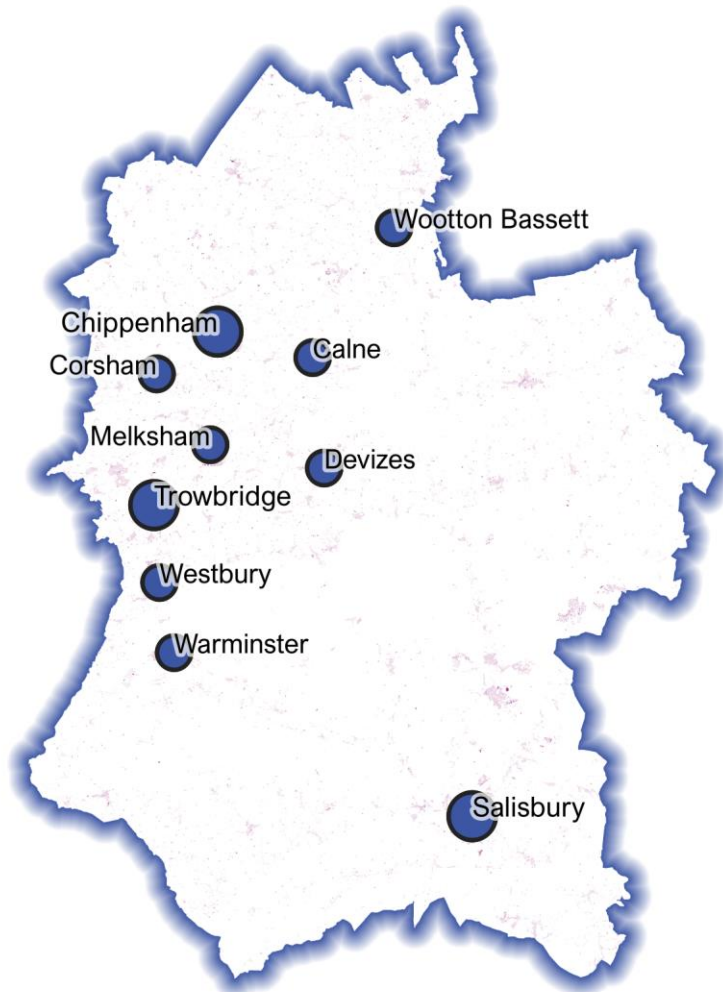 Wootton Bassett
Chippenham
Calne
Corsham
Melksham
Devizes
Trowbridge
Westbury
Warminster
Salisbury